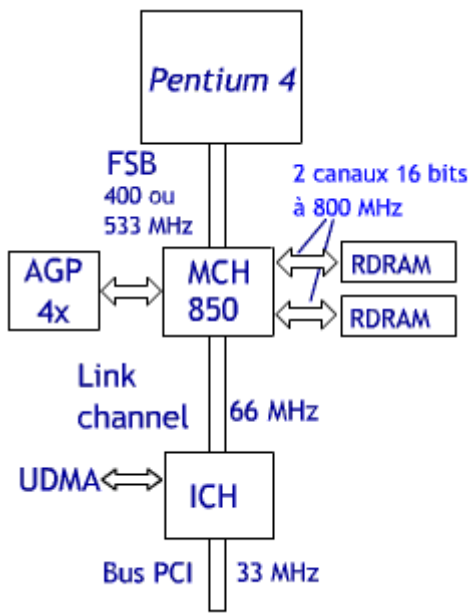 Pentium 4
FSB
400 ou
533 MHz
2 canaux 16 bits
à 800 MHz
AGP
4x
MCH
850
RDRAM
RDRAM
Link
channel
66 MHz
UDMA
ICH
Bus PCI
33 MHz